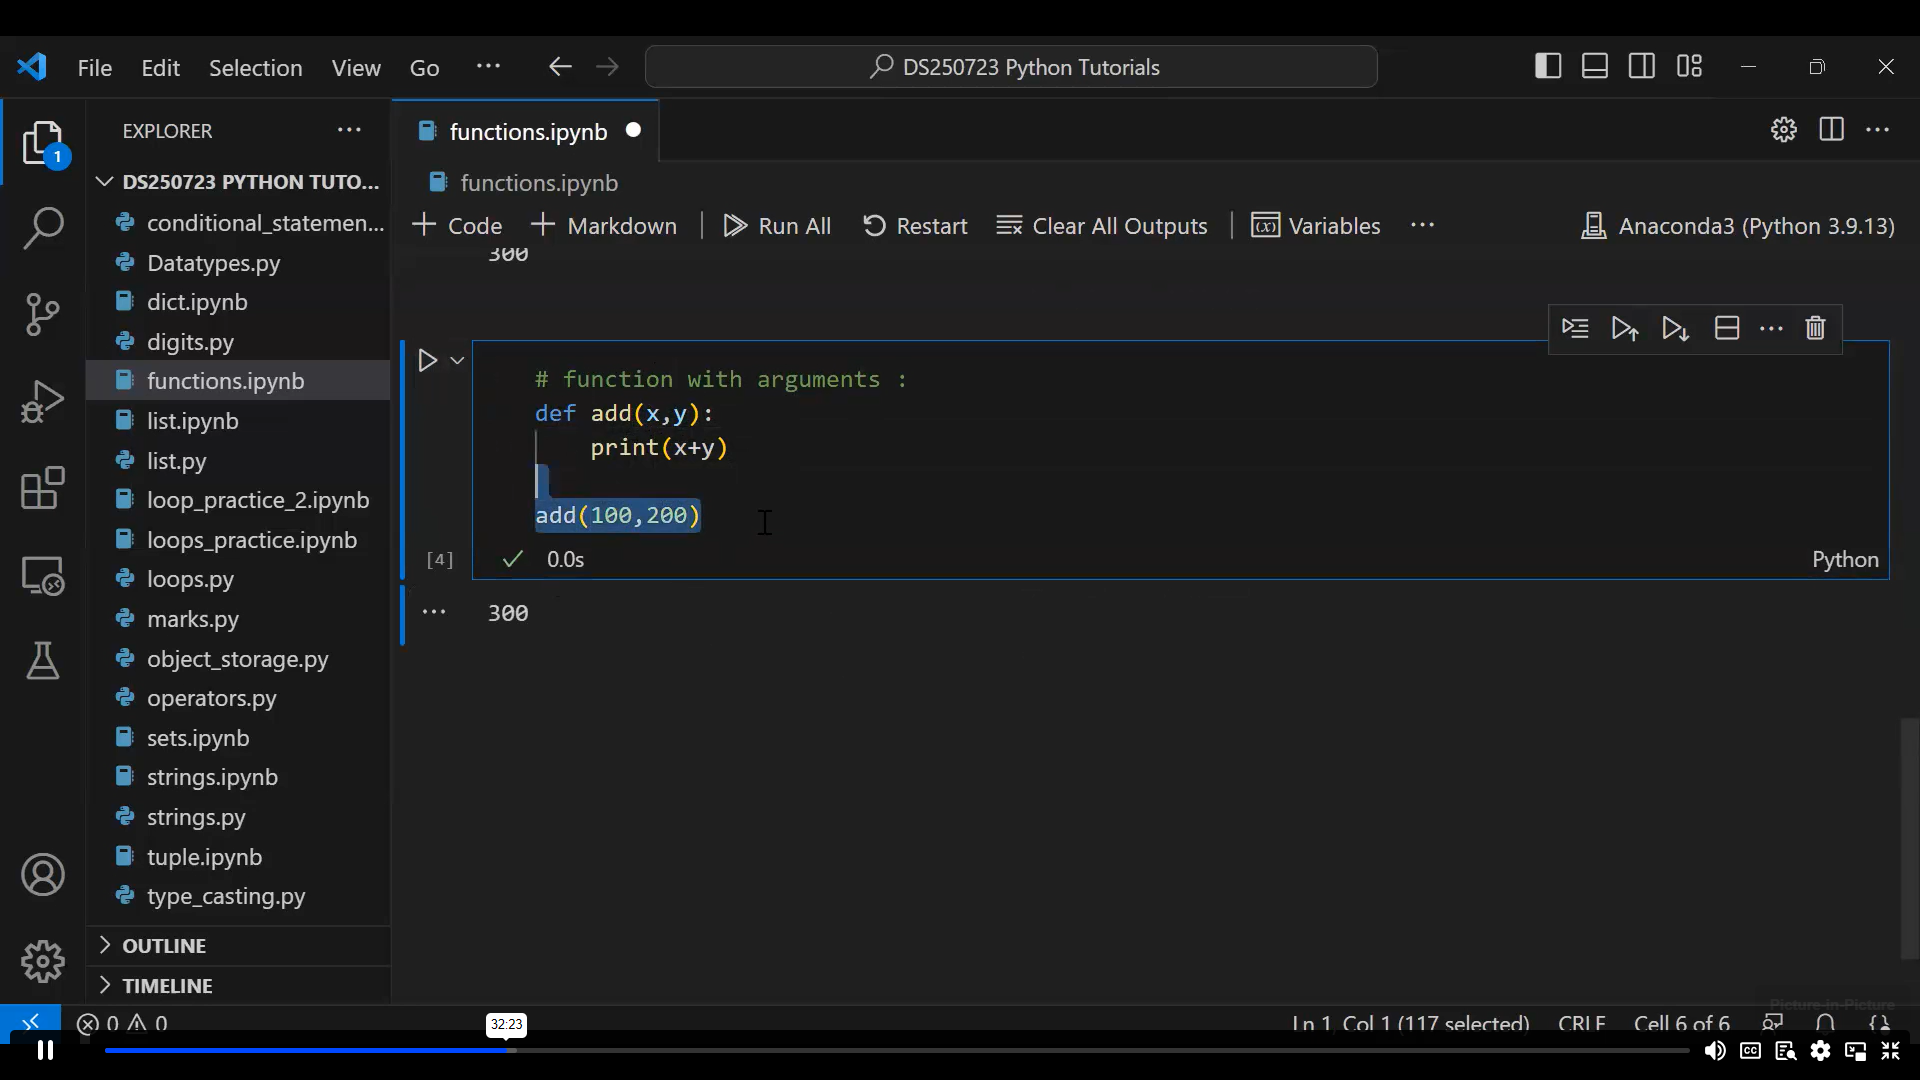 File Edit Selection View Go ... DS250723 Python Tutorials
EXPLORER ...
functions.ipynb
DS250723 PYTHON TUTO...
functions.ipynb
Code Markdown Run All Restart Clear All Outputs Variables ... Anaconda3 (Python 3.9.13)
1
conditional_statemen...
Datatypes.py
dict.ipynb
digits.py
functions.ipynb
list.ipynb
list.py
loop_practice_2.ipynb
loops_practice.ipynb
loops.py
marks.py
object_storage.py
operators.py
sets.ipynb
strings.ipynb
strings.py
tuple.ipynb
type_casting.py
OUTLINE
TIMELINE
300
# function with arguments :
def add(x,y):
print(x+y)
add(100,200)
[4] 0.0s Python
... 300
Picture-in-Picture
0 0 Ln 1, Col 1 (117 selected) CRLF Cell 6 of 6
32:23
CC